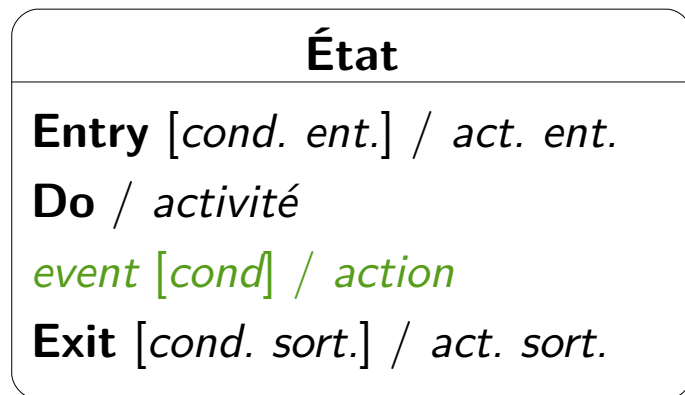 État
Entry [cond. ent.] / act. ent.
Do / activité
event [cond] / action
Exit [cond. sort.] / act. sort.